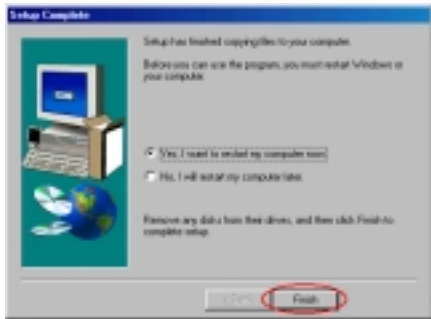 Setup Complete
Setup has finished copying files to your computer.
Before you can use the program, you must restart Windows or
your computer.
Yes, I want to restart my computer now.
No, I will restart my computer later.
Remove any disks from their drives, and then click Finish to
complete setup.
Finish